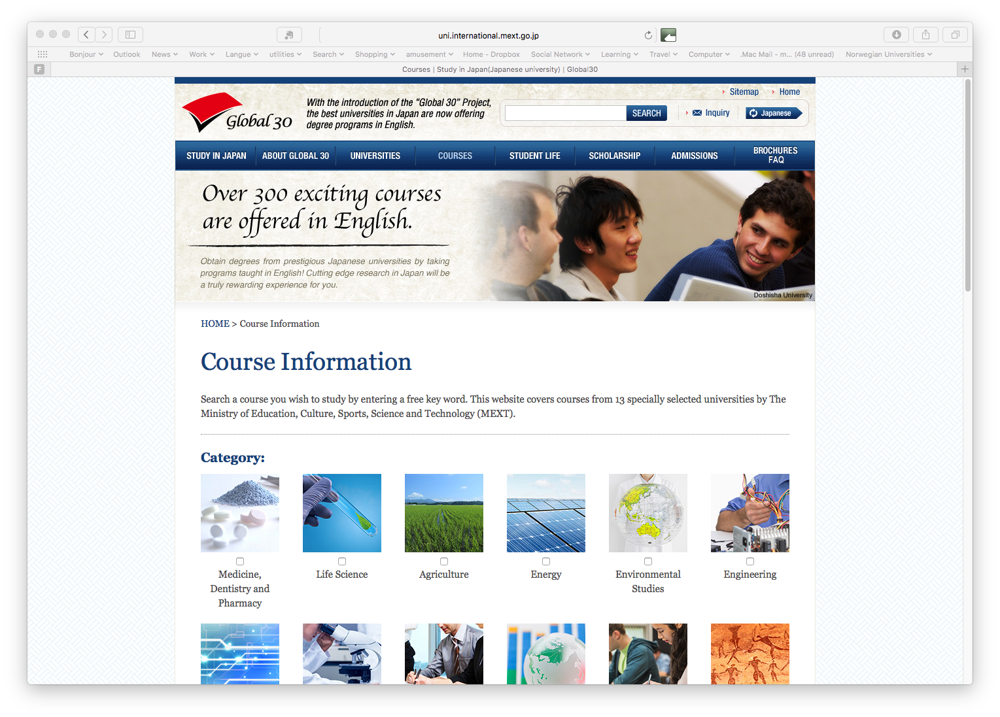 uni.international.mext.go.jp
Bonjour Outlook News Work Langue utilities Search Shopping amusement Home - Dropbox Social Network Learning Travel Computer .Mac Mail - m... (48 unread) Norwegian Universities
F Courses | Study in Japan(Japanese university) | Global30
Sitemap Home
Global 30
With the introduction of the “Global 30” Project,
the best universities in Japan are now offering
degree programs in English.
SEARCH Inquiry Japanese
STUDY IN JAPAN ABOUT GLOBAL 30 UNIVERSITIES COURSES STUDENT LIFE SCHOLARSHIP ADMISSIONS BROCHURES
FAQ
Over 300 exciting courses
are offered in English.
Obtain degrees from prestigious Japanese universities by taking
programs taught in English! Cutting edge research in Japan will be
a truly rewarding experience for you.
Doshisha University
HOME > Course Information
Course Information
Search a course you wish to study by entering a free key word. This website covers courses from 13 specially selected universities by The
Ministry of Education, Culture, Sports, Science and Technology (MEXT).
Category:
Medicine,
Dentistry and
Pharmacy
Life Science
Agriculture
Energy
Environmental
Studies
Engineering